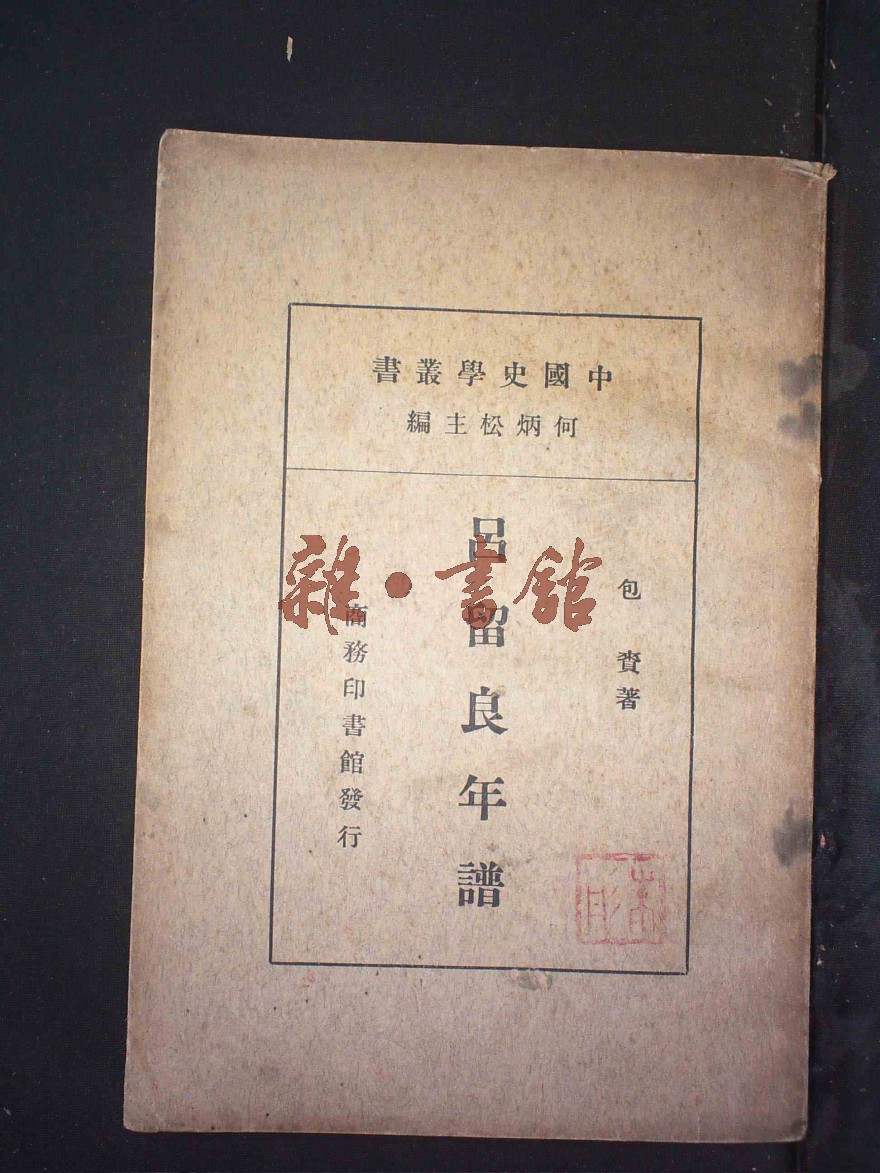 中國史學叢書
何炳松主編
包賚著
呂留良年譜
商務印書館發行
雜·書館